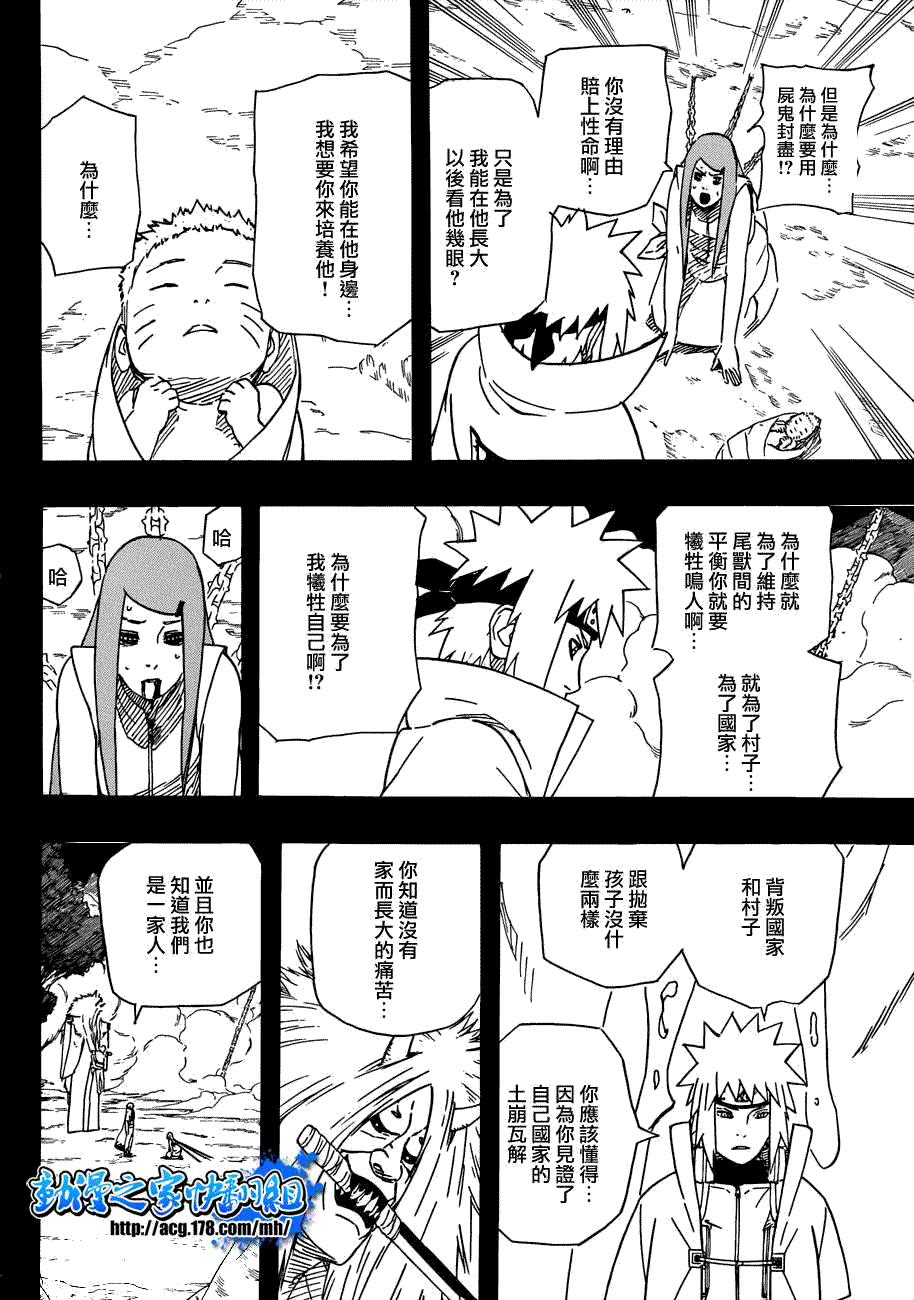 但是為什麼…
為什麼要用
屍鬼封盡!?
你沒有理由
賠上性命啊…
只是為了
我能在他長大
以後看他幾眼?
我希望你能在他身邊…
我想要你來培養他!
為什麼…
為什麼就
為了維持
尾獸間的
平衡你就要
犧牲鳴人啊…
就為了村子…
為了國家…
為什麼要為了
我犧牲自己啊!?
哈
哈
背叛國家
和村子
跟拋棄
孩子沒什
麼兩樣
你應該懂得…
因為你見證了
自己國家的
土崩瓦解
你知道沒有
家而長大的痛
苦…
並且你也
知道我們
是一家人…
動漫之家快翻組
http://acg.178.com/mh/